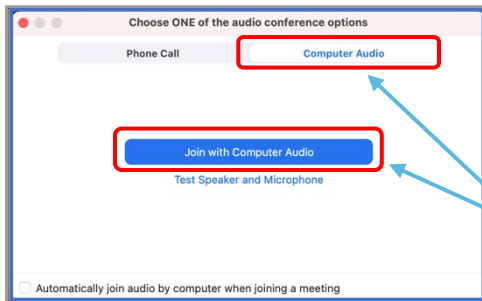 Choose ONE of the audio conference options
Phone Call Computer Audio
Join with Computer Audio
Test Speaker and Microphone
Automatically join audio by computer when joining a meeting